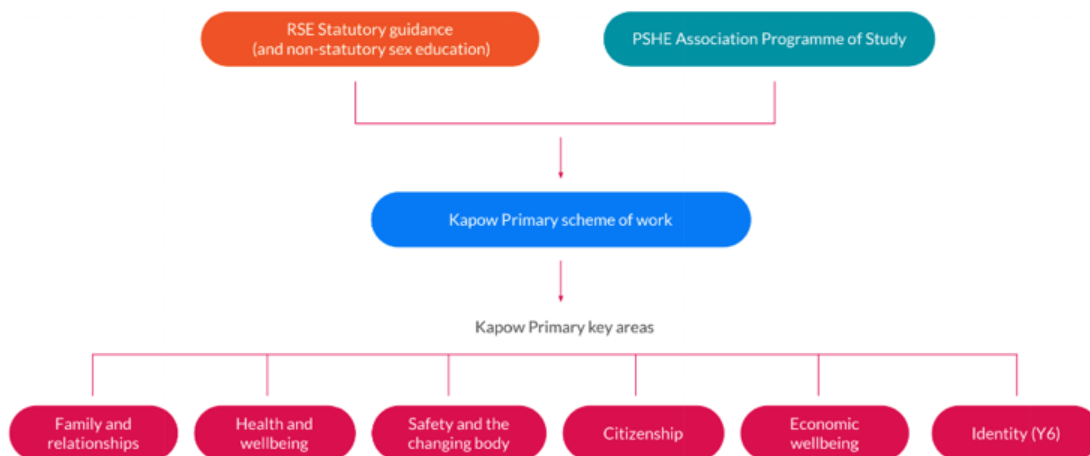 RSE Statutory guidance
(and non-statutory sex education)
PSHE Association Programme of Study
Kapow Primary scheme of work
Kapow Primary key areas
Family and
relationships
Health and
wellbeing
Safety and the
changing body
Citizenship
Economic
wellbeing
Identity (Y6)